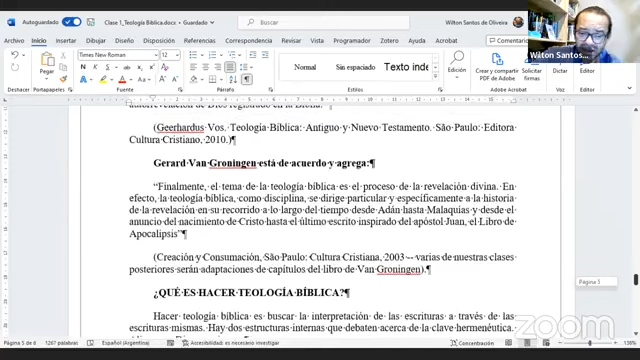 Autoguardado
Clase 1_Teología Bíblica.docx • Guardado
Buscar
Wilton Santos de Oliveira
Archivo Inicio Insertar Dibujar Diseño Disposición Referencias Correspondencias Revisar Vista Programador Zotero Ayuda Acrobat
Comentarios
Times New Roman 12
Pegar
Normal
Sin espaciado
Texto inde
Edición
Crear y compartir PDF de Adobe
Solicitar firmas
Dictar
Editor
Wilton Santos...
Portapapeles
Fuente
Párrafo
Estilos
Adobe Acrobat
Voz
Editor
(Geerhardus Vos. Teología Bíblica: Antiguo y Nuevo Testamento. São Paulo: Editora
Cultura Cristiano, 2010.)¶
Gerard Van Groningen está de acuerdo y agrega:¶
“Finalmente, el tema de la teología bíblica es el proceso de la revelación divina. En
efecto, la teología bíblica, como disciplina, se dirige particular y específicamente a la historia
de la revelación en su recorrido a lo largo del tiempo desde Adán hasta Malaquías y desde el
anuncio del nacimiento de Cristo hasta el último escrito inspirado del apóstol Juan, el Libro de
Apocalipsis”¶
(Creación y Consumación, São Paulo: Cultura Cristiana, 2003 -- varias de nuestras clases
posteriores serán adaptaciones de capítulos del libro de Van Groningen).¶
¿QUÉ ES HACER TEOLOGÍA BÍBLICA?¶
Hacer teología bíblica es buscar la interpretación de las escrituras a través de las
escrituras mismas. Hay dos estructuras internas que debaten acerca de la clave hermenéutica.
Página 5
Página 5 de 6
1267 palabras
Español (Argentina)
Accesibilidad: es necesario investigar
Concentración
138%
zoom